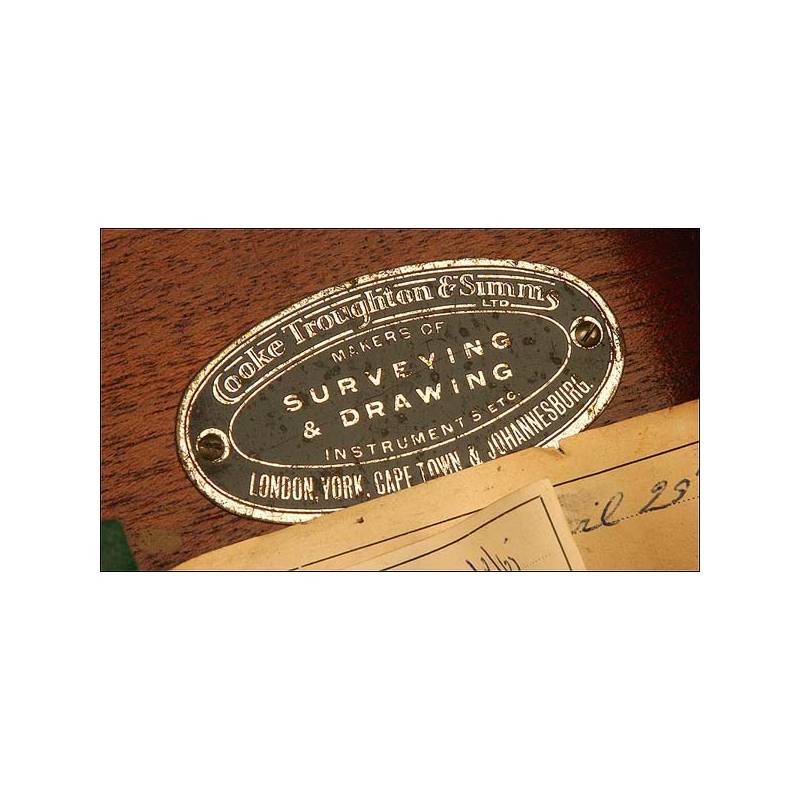 Cooke Troughton & Simms
LTD
MAKERS OF
SURVEYING
& DRAWING
INSTRUMENTS ETC.
LONDON, YORK, CAPE TOWN & JOHANNESBURG.